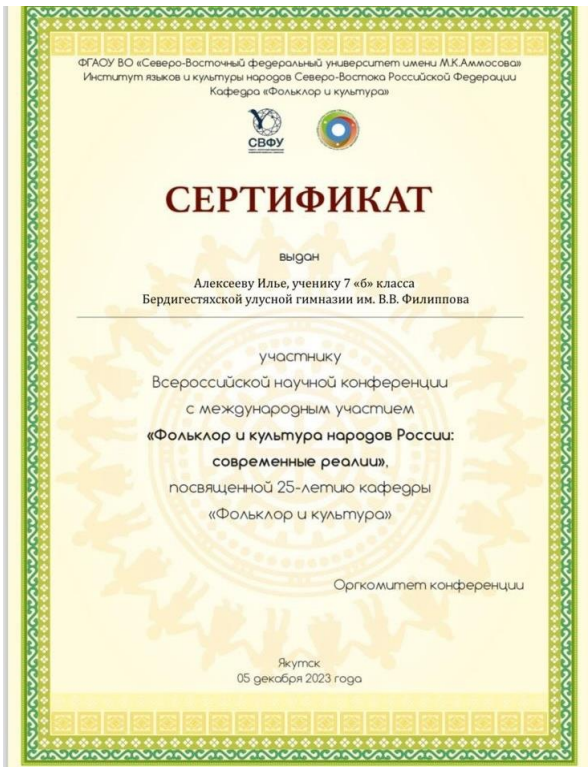 ФГАОУ ВО «Северо-Восточный федеральный университет имени М.К.Аммосова»
Институт языков и культуры народов Северо-Востока Российской Федерации
Кафедра «Фольклор и культура»
СВФУ
СЕРТИФИКАТ
выдан
Алексееву Илье, ученику 7 «б» класса
Бердигестяхской улусной гимназии им. В.В. Филиппова
участнику
Всероссийской научной конференции
с международным участием
«Фольклор и культура народов России:
современные реалии»,
посвященной 25-летию кафедры
«Фольклор и культура»
Оргкомитет конференции
Якутск
05 декабря 2023 года